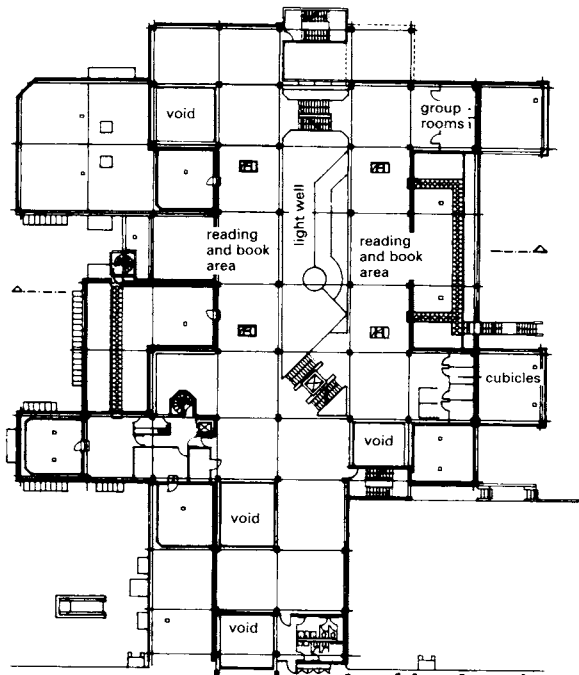 void
group
rooms
light well
reading
and book
area
reading
and book
area
cubicles
void
void
void